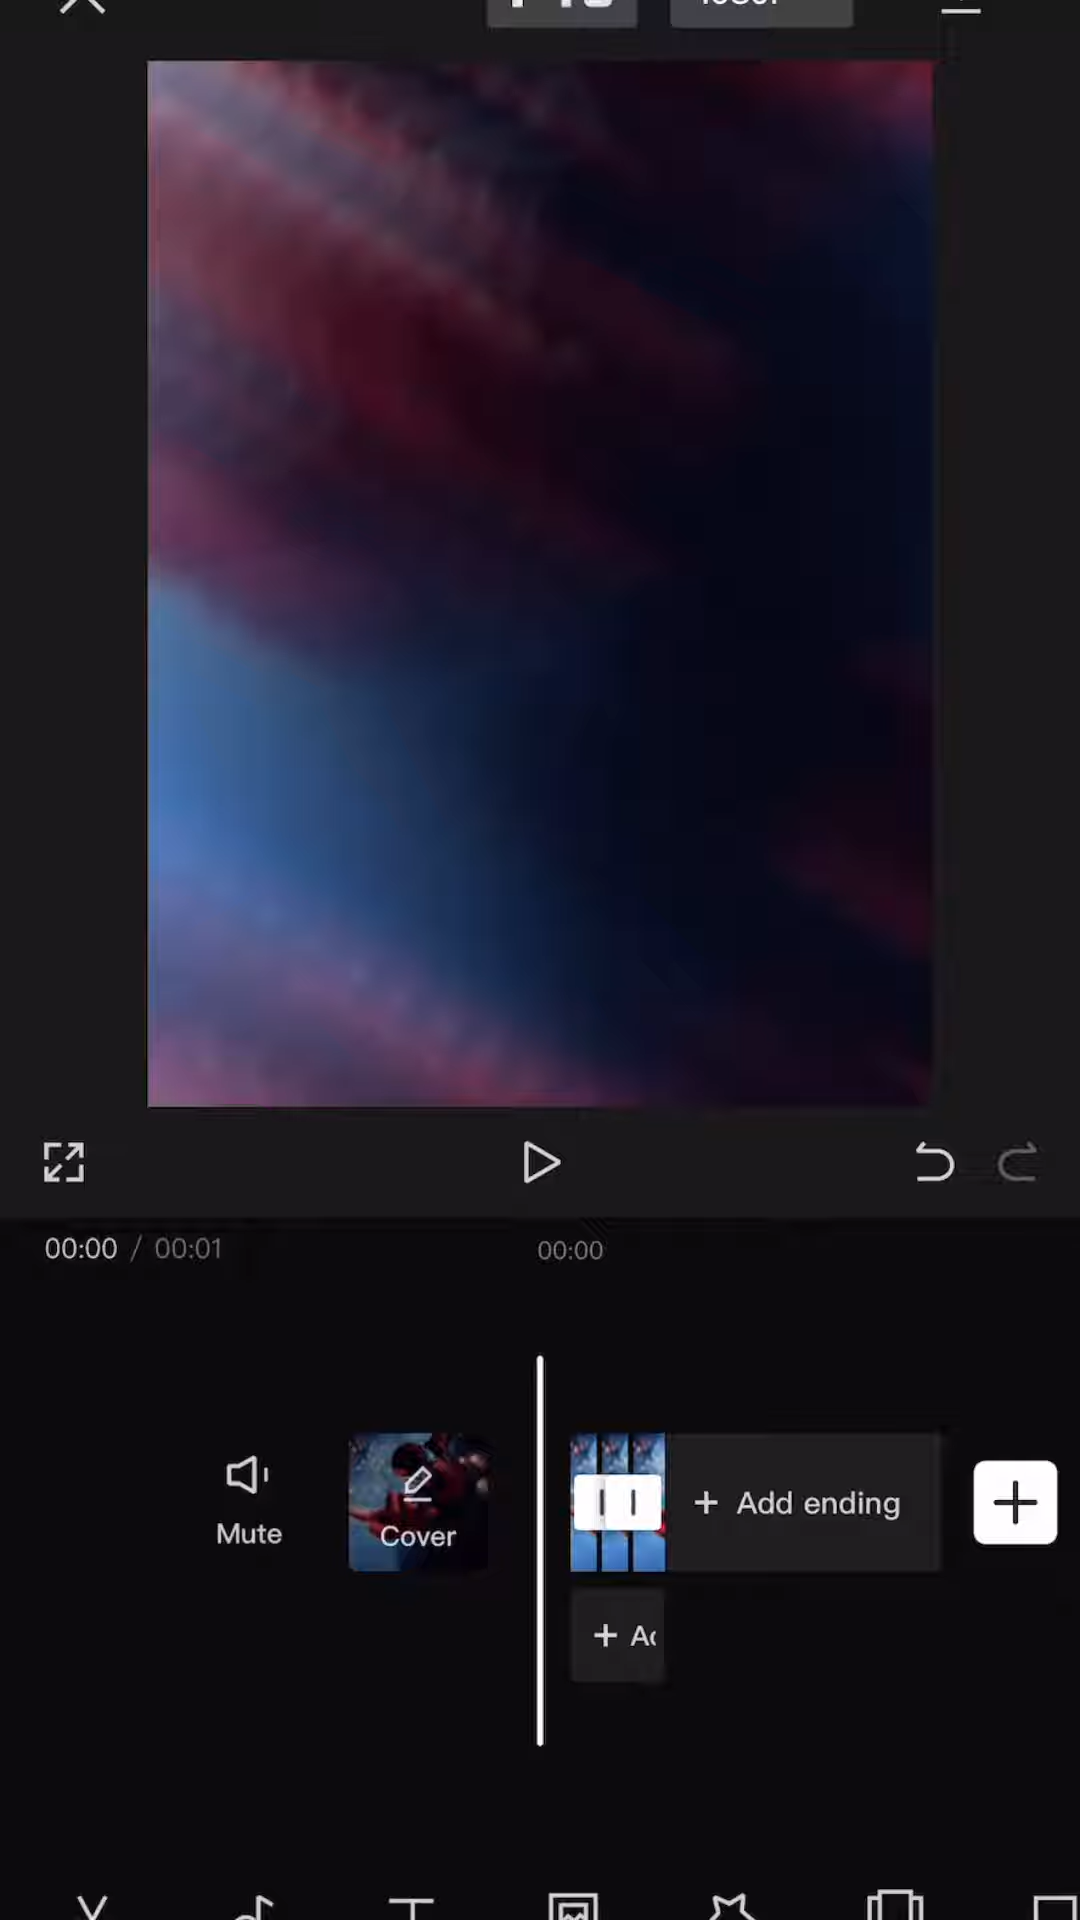 00:00 / 00:01
00:00
Mute
Cover
+ Add ending
+